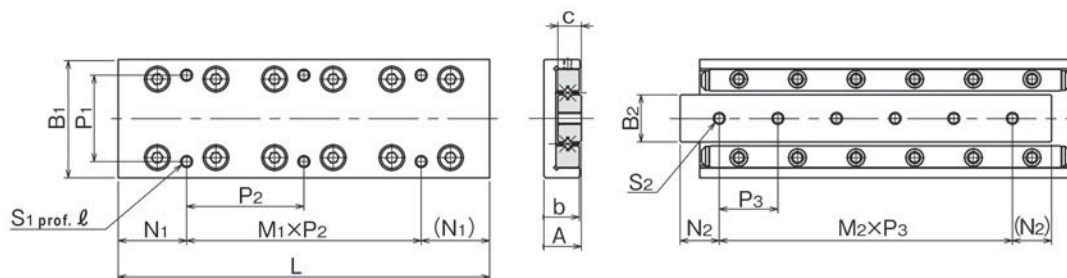 B1
P1
S1 prof. ℓ
P2
N1
M1×P2
(N1)
L
c
b
A
B2
S2
P3
N2
M2×P3
(N2)